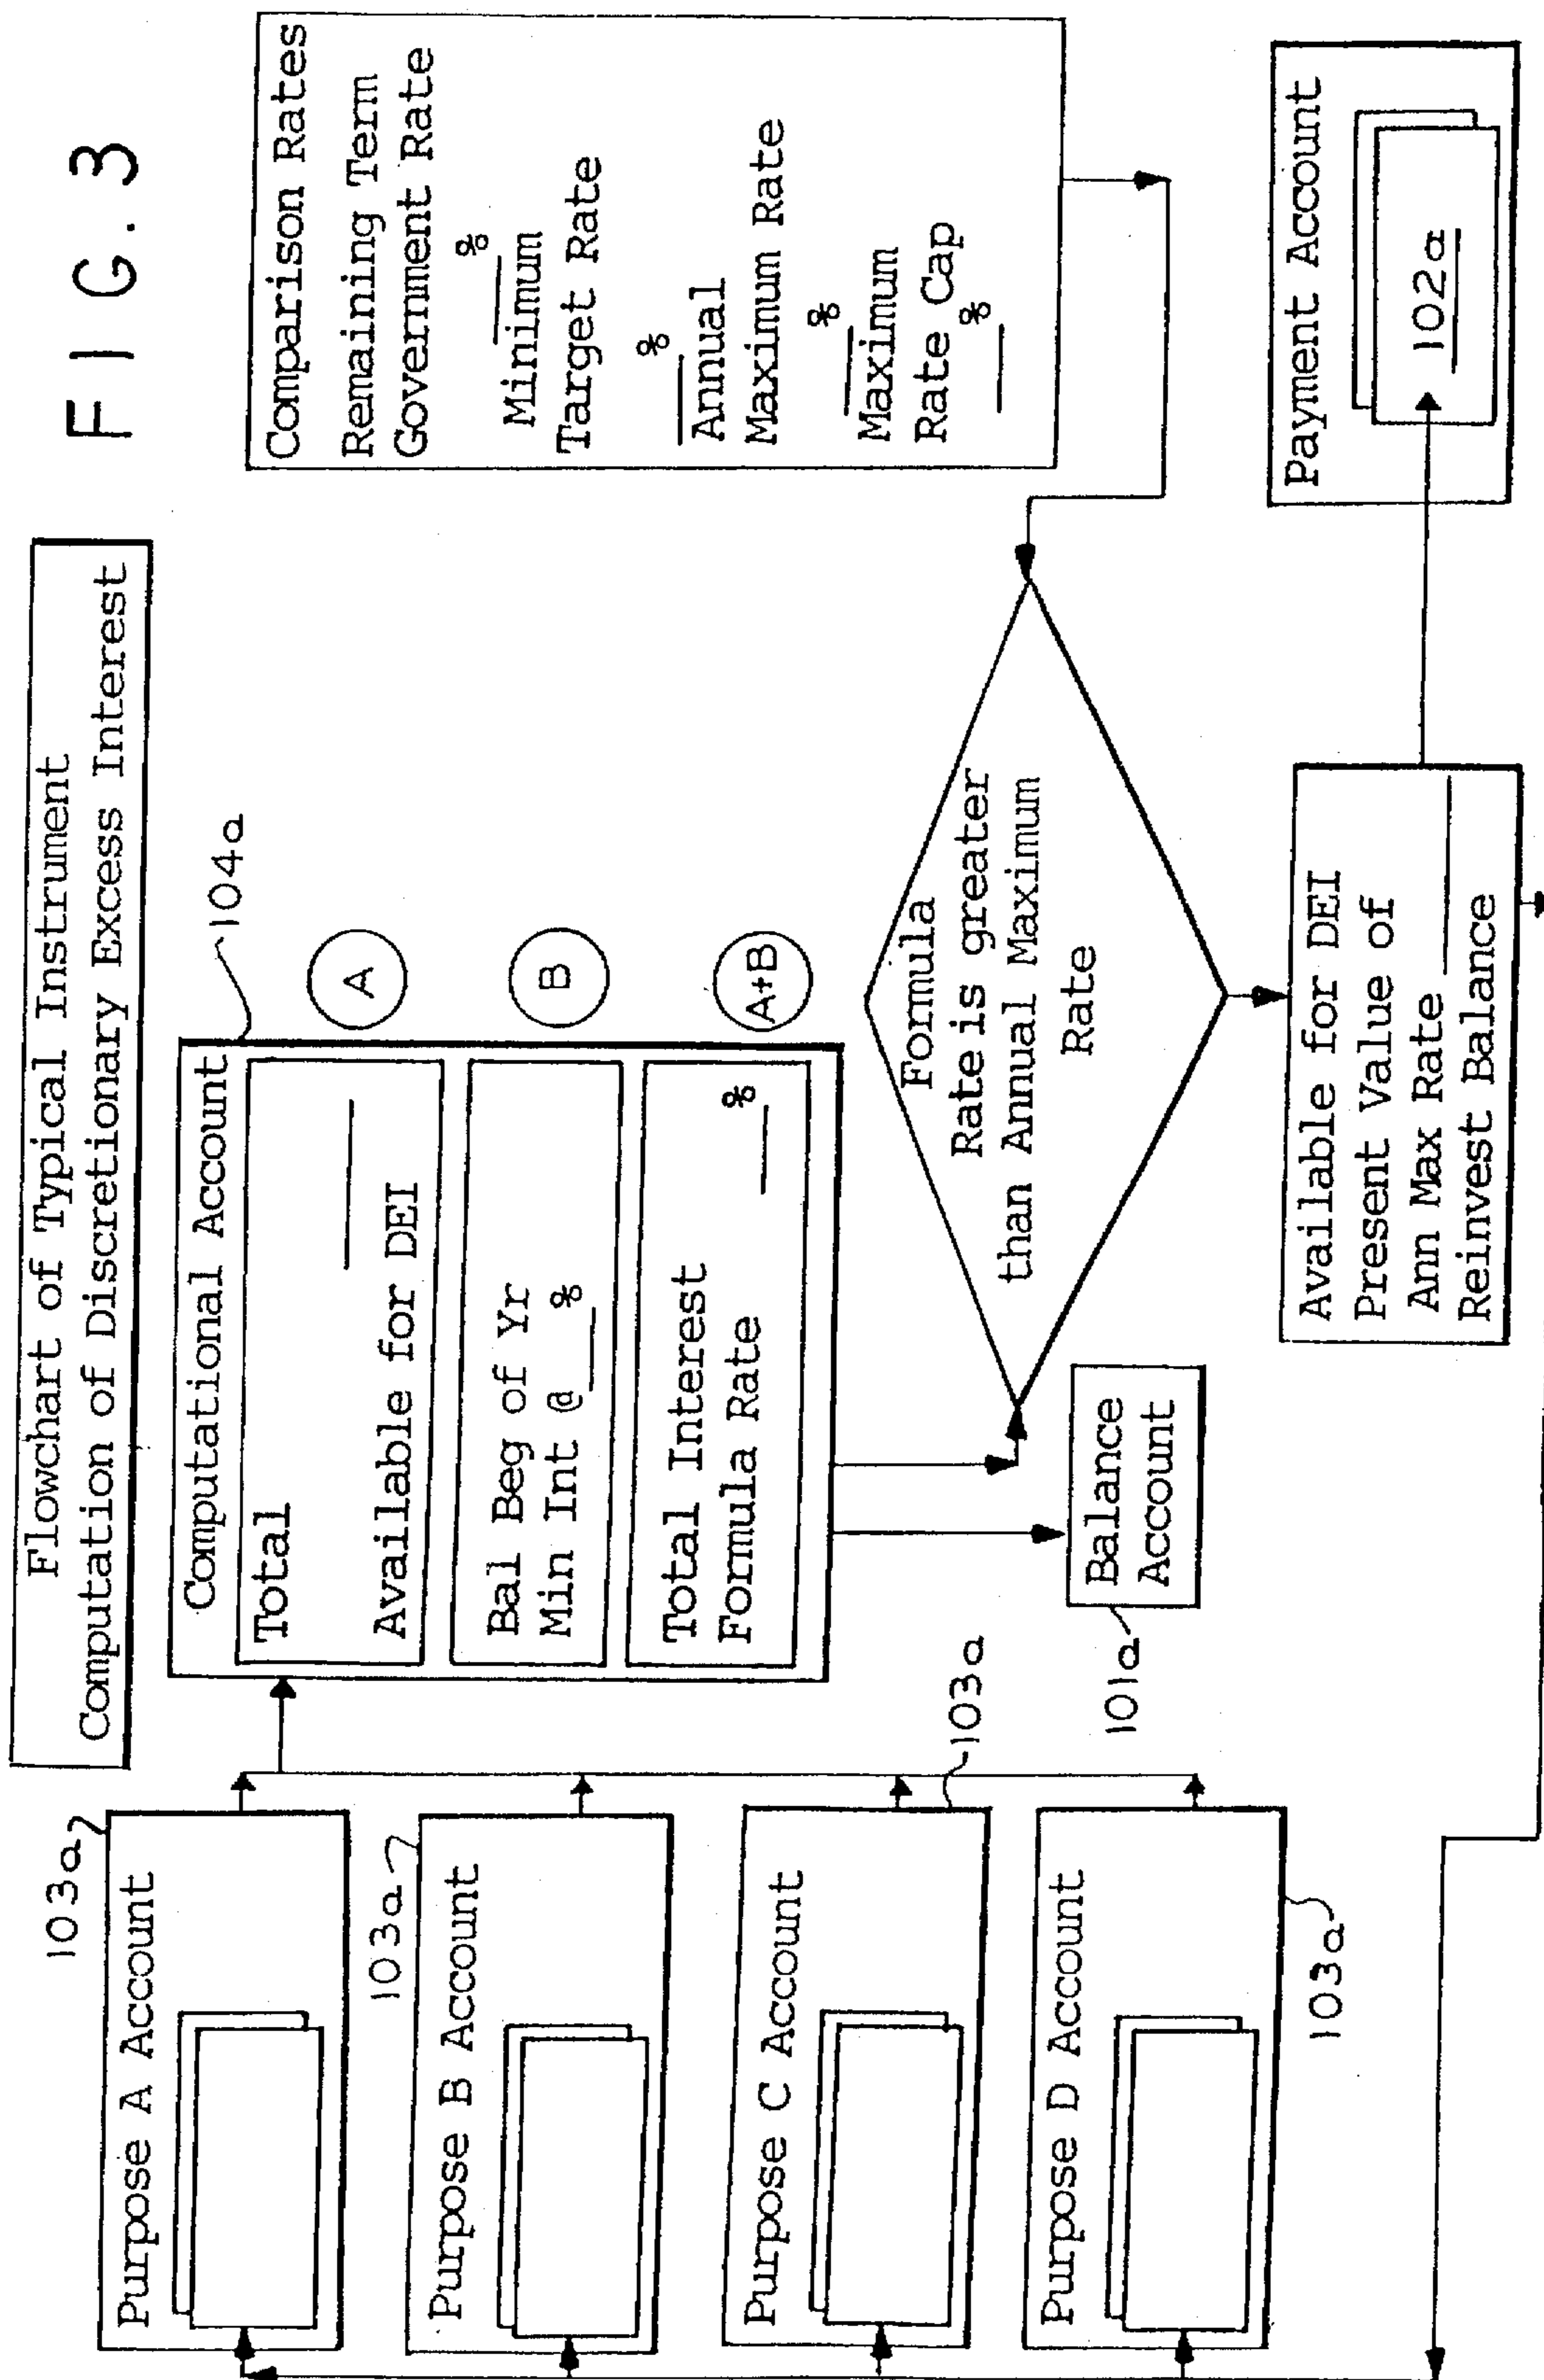 FIG.3
Flowchart of Typical Instrument
Computation of Discretionary Excess Interest
103a
Purpose A Account
103a
Purpose B Account
103a
Purpose C Account
103a
Purpose D Account
104a
Computational Account
Total
Available for DEI
A
Bal Beg of Yr
Min Int @ %
B
Total Interest
Formula Rate %
A+B
101a
Balance
Account
Comparison Rates
Remaining Term
Government Rate
%
Minimum
Target Rate
%
Annual
Maximum Rate
%
Maximum
Rate Cap
%
Formula
Rate is greater
than Annual Maximum
Rate
Available for DEI
Present Value of
Ann Max Rate
Reinvest Balance
Payment Account
102a